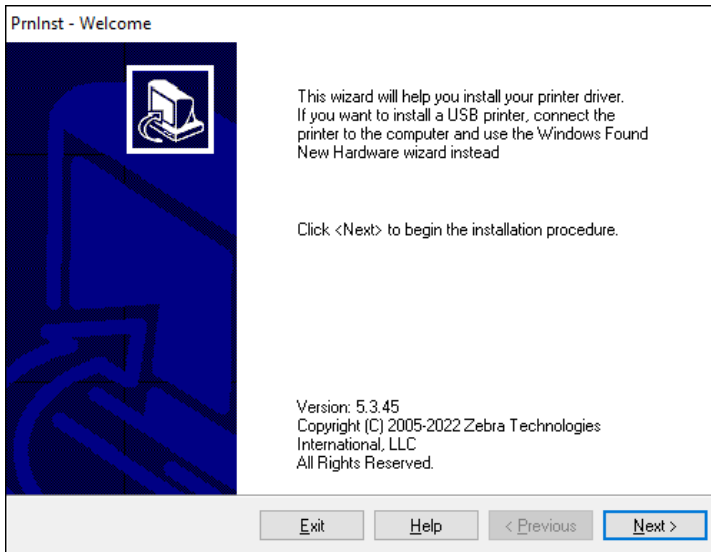 PrnInst - Welcome
This wizard will help you install your printer driver.
If you want to install a USB printer, connect the
printer to the computer and use the Windows Found
New Hardware wizard instead
Click <Next> to begin the installation procedure.
Version: 5.3.45
Copyright (C) 2005-2022 Zebra Technologies
International, LLC
All Rights Reserved.
Exit Help < Previous Next >